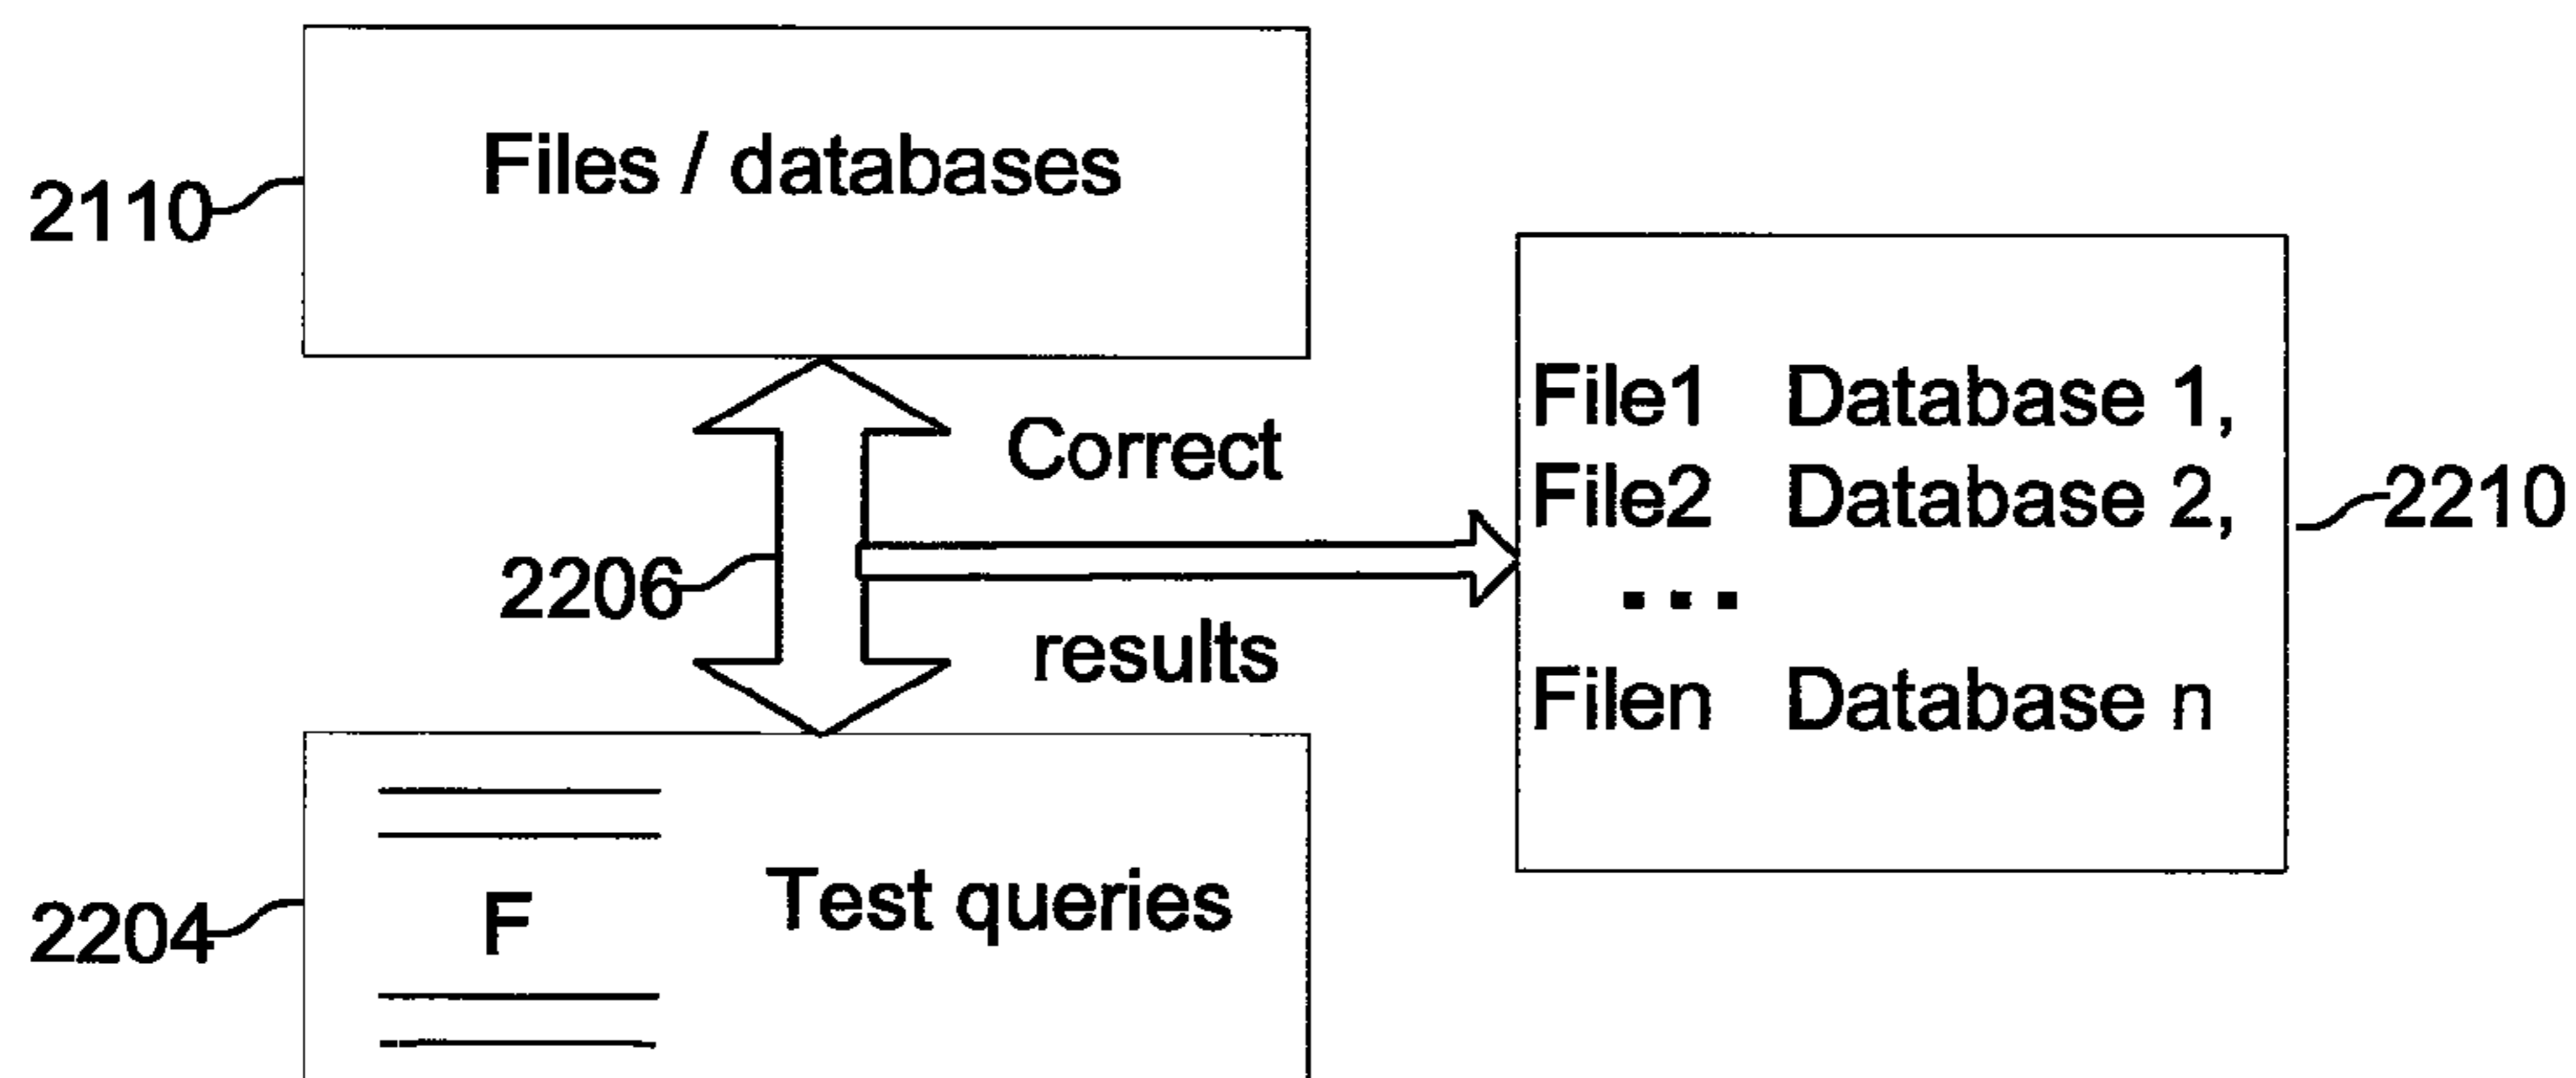 Files / databases
2110
Correct
2206
results
File1 Database 1,
File2 Database 2,
...
Filen Database n
2210
F
Test queries
2204